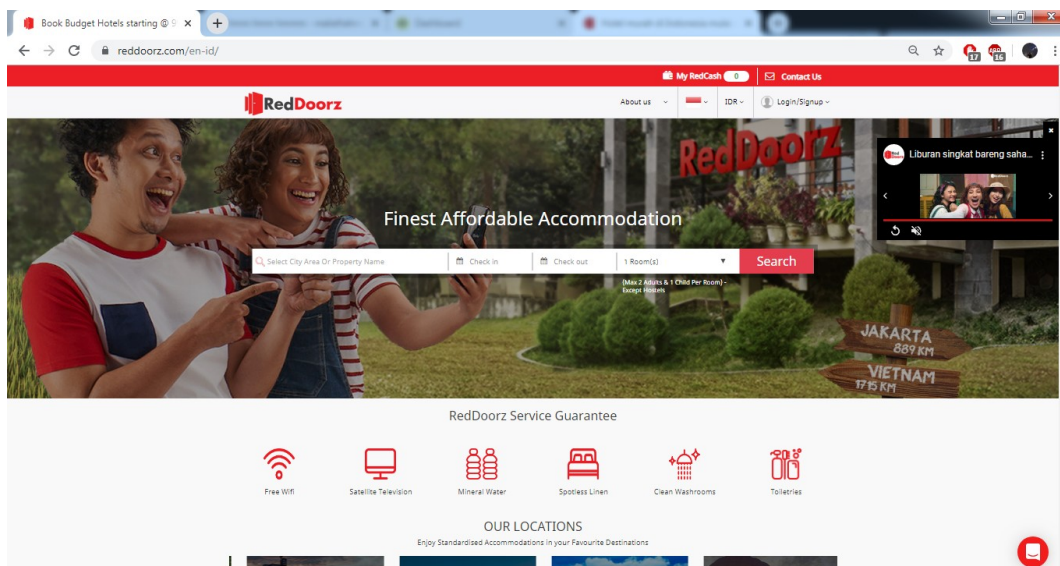 Book Budget Hotels starting @ 9
reddoorz.com/en-id/
17
16
My RedCash 0
Contact Us
RedDoorz
About us
IDR
Login/Signup
RedDoorz
Liburan singkat bareng saha...
Finest Affordable Accommodation
Select City Area Or Property Name
Check in
Check out
1 Room(s)
Search
(Max 2 Adults & 1 Child Per Room) -
Except Hostels
JAKARTA
889 KM
VIETNAM
1715 KM
RedDoorz Service Guarantee
Free Wifi
Satellite Television
Mineral Water
Spotless Linen
Clean Washrooms
Toiletries
OUR LOCATIONS
Enjoy Standardised Accommodations in your Favourite Destinations